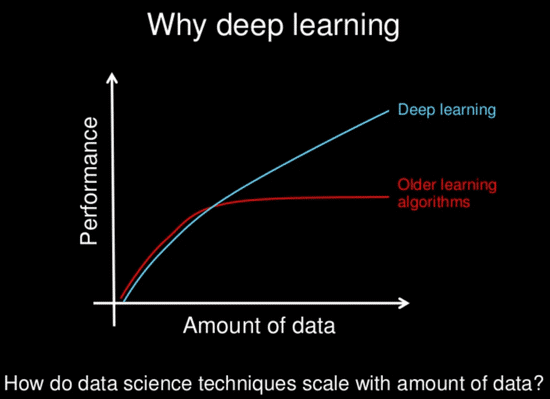 Why deep learning
Deep learning
Older learning
algorithms
Performance
Amount of data
How do data science techniques scale with amount of data?